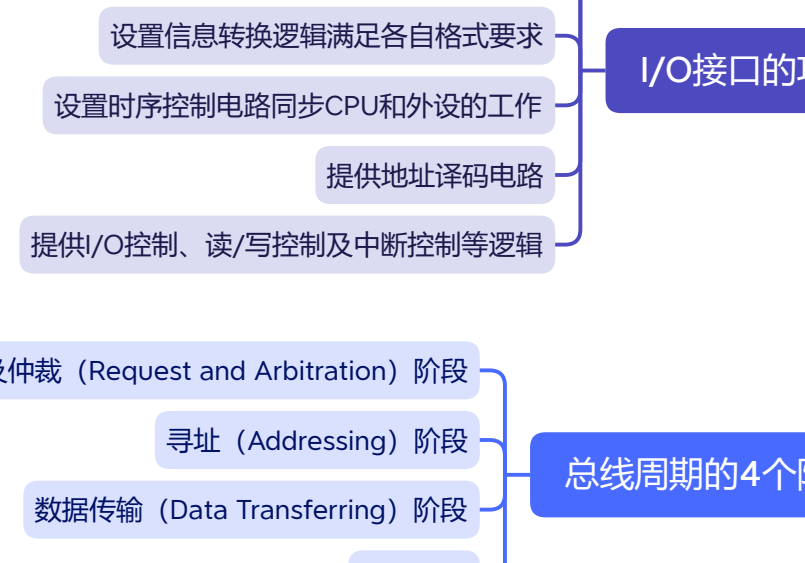 设置信息转换逻辑满足各自格式要求
I/O接口的
设置时序控制电路同步CPU和外设的工作
提供地址译码电路
提供I/O控制、读/写控制及中断控制等逻辑
仲裁（Request and Arbitration）阶段
寻址（Addressing）阶段
总线周期的4个
数据传输（Data Transferring）阶段